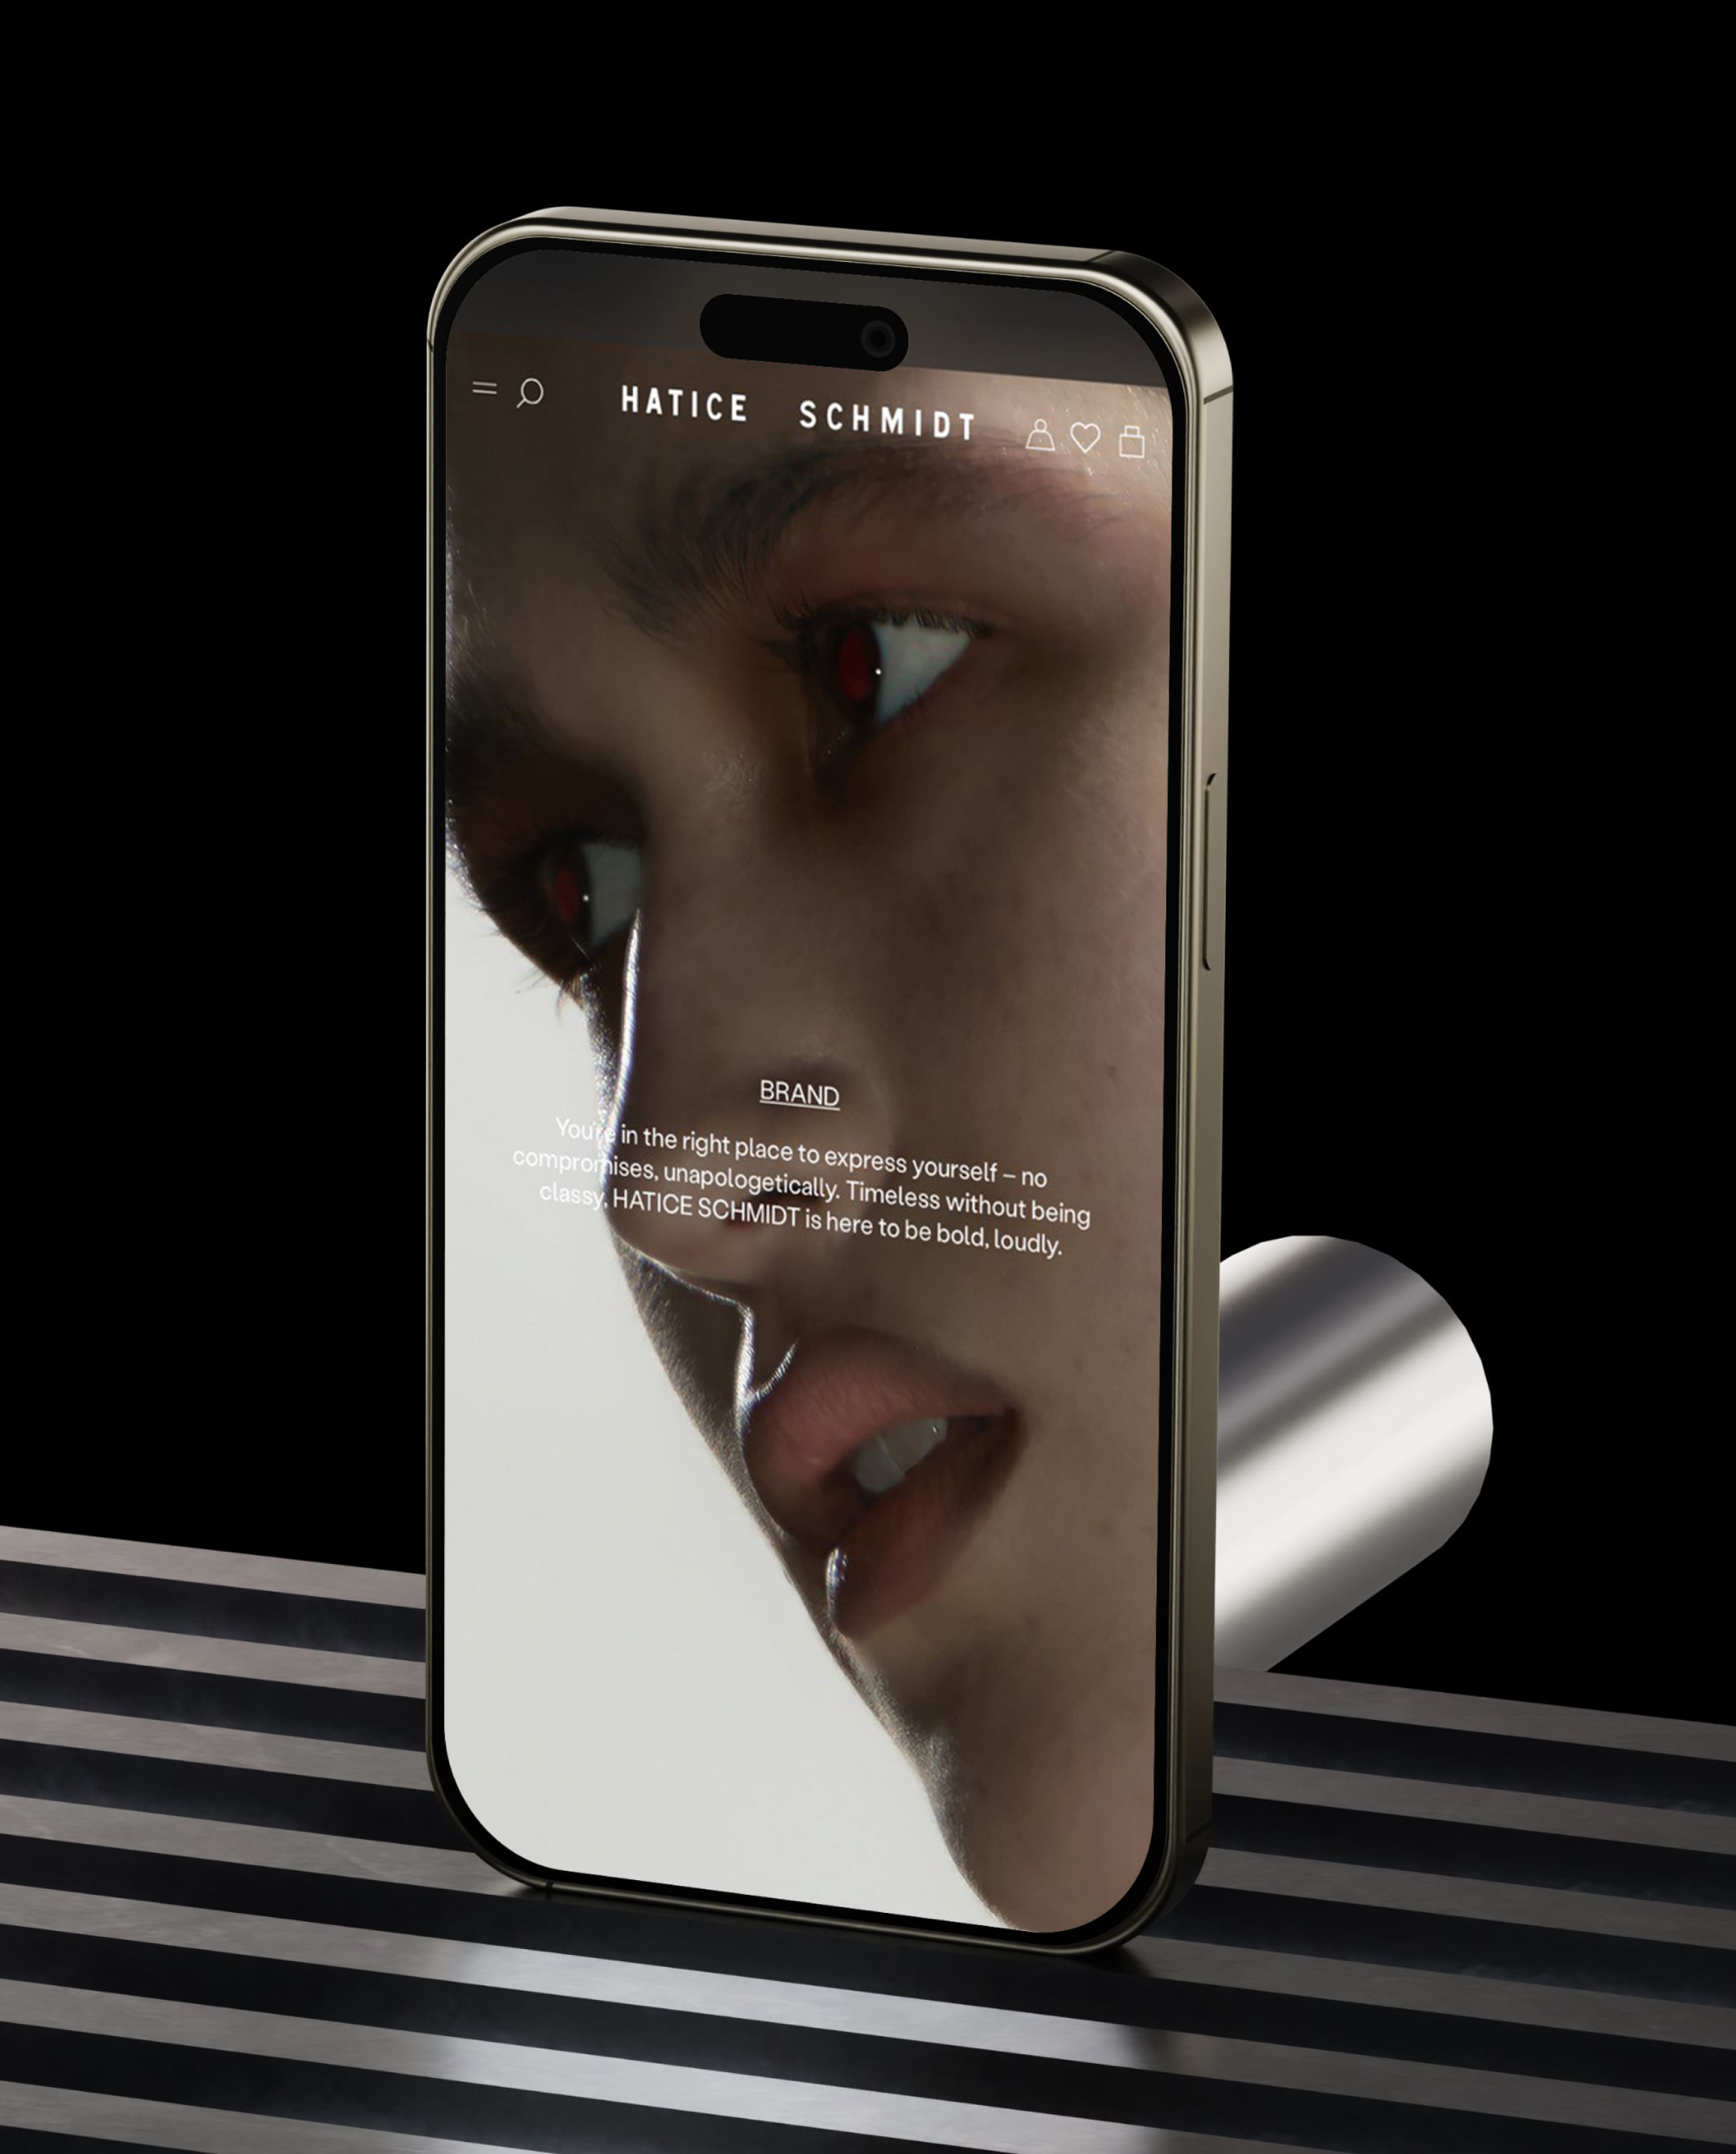 HATICE SCHMIDT
BRAND
You're in the right place to express yourself – no
compromises, unapologetically. Timeless without being
classy, HATICE SCHMIDT is here to be bold, loudly.